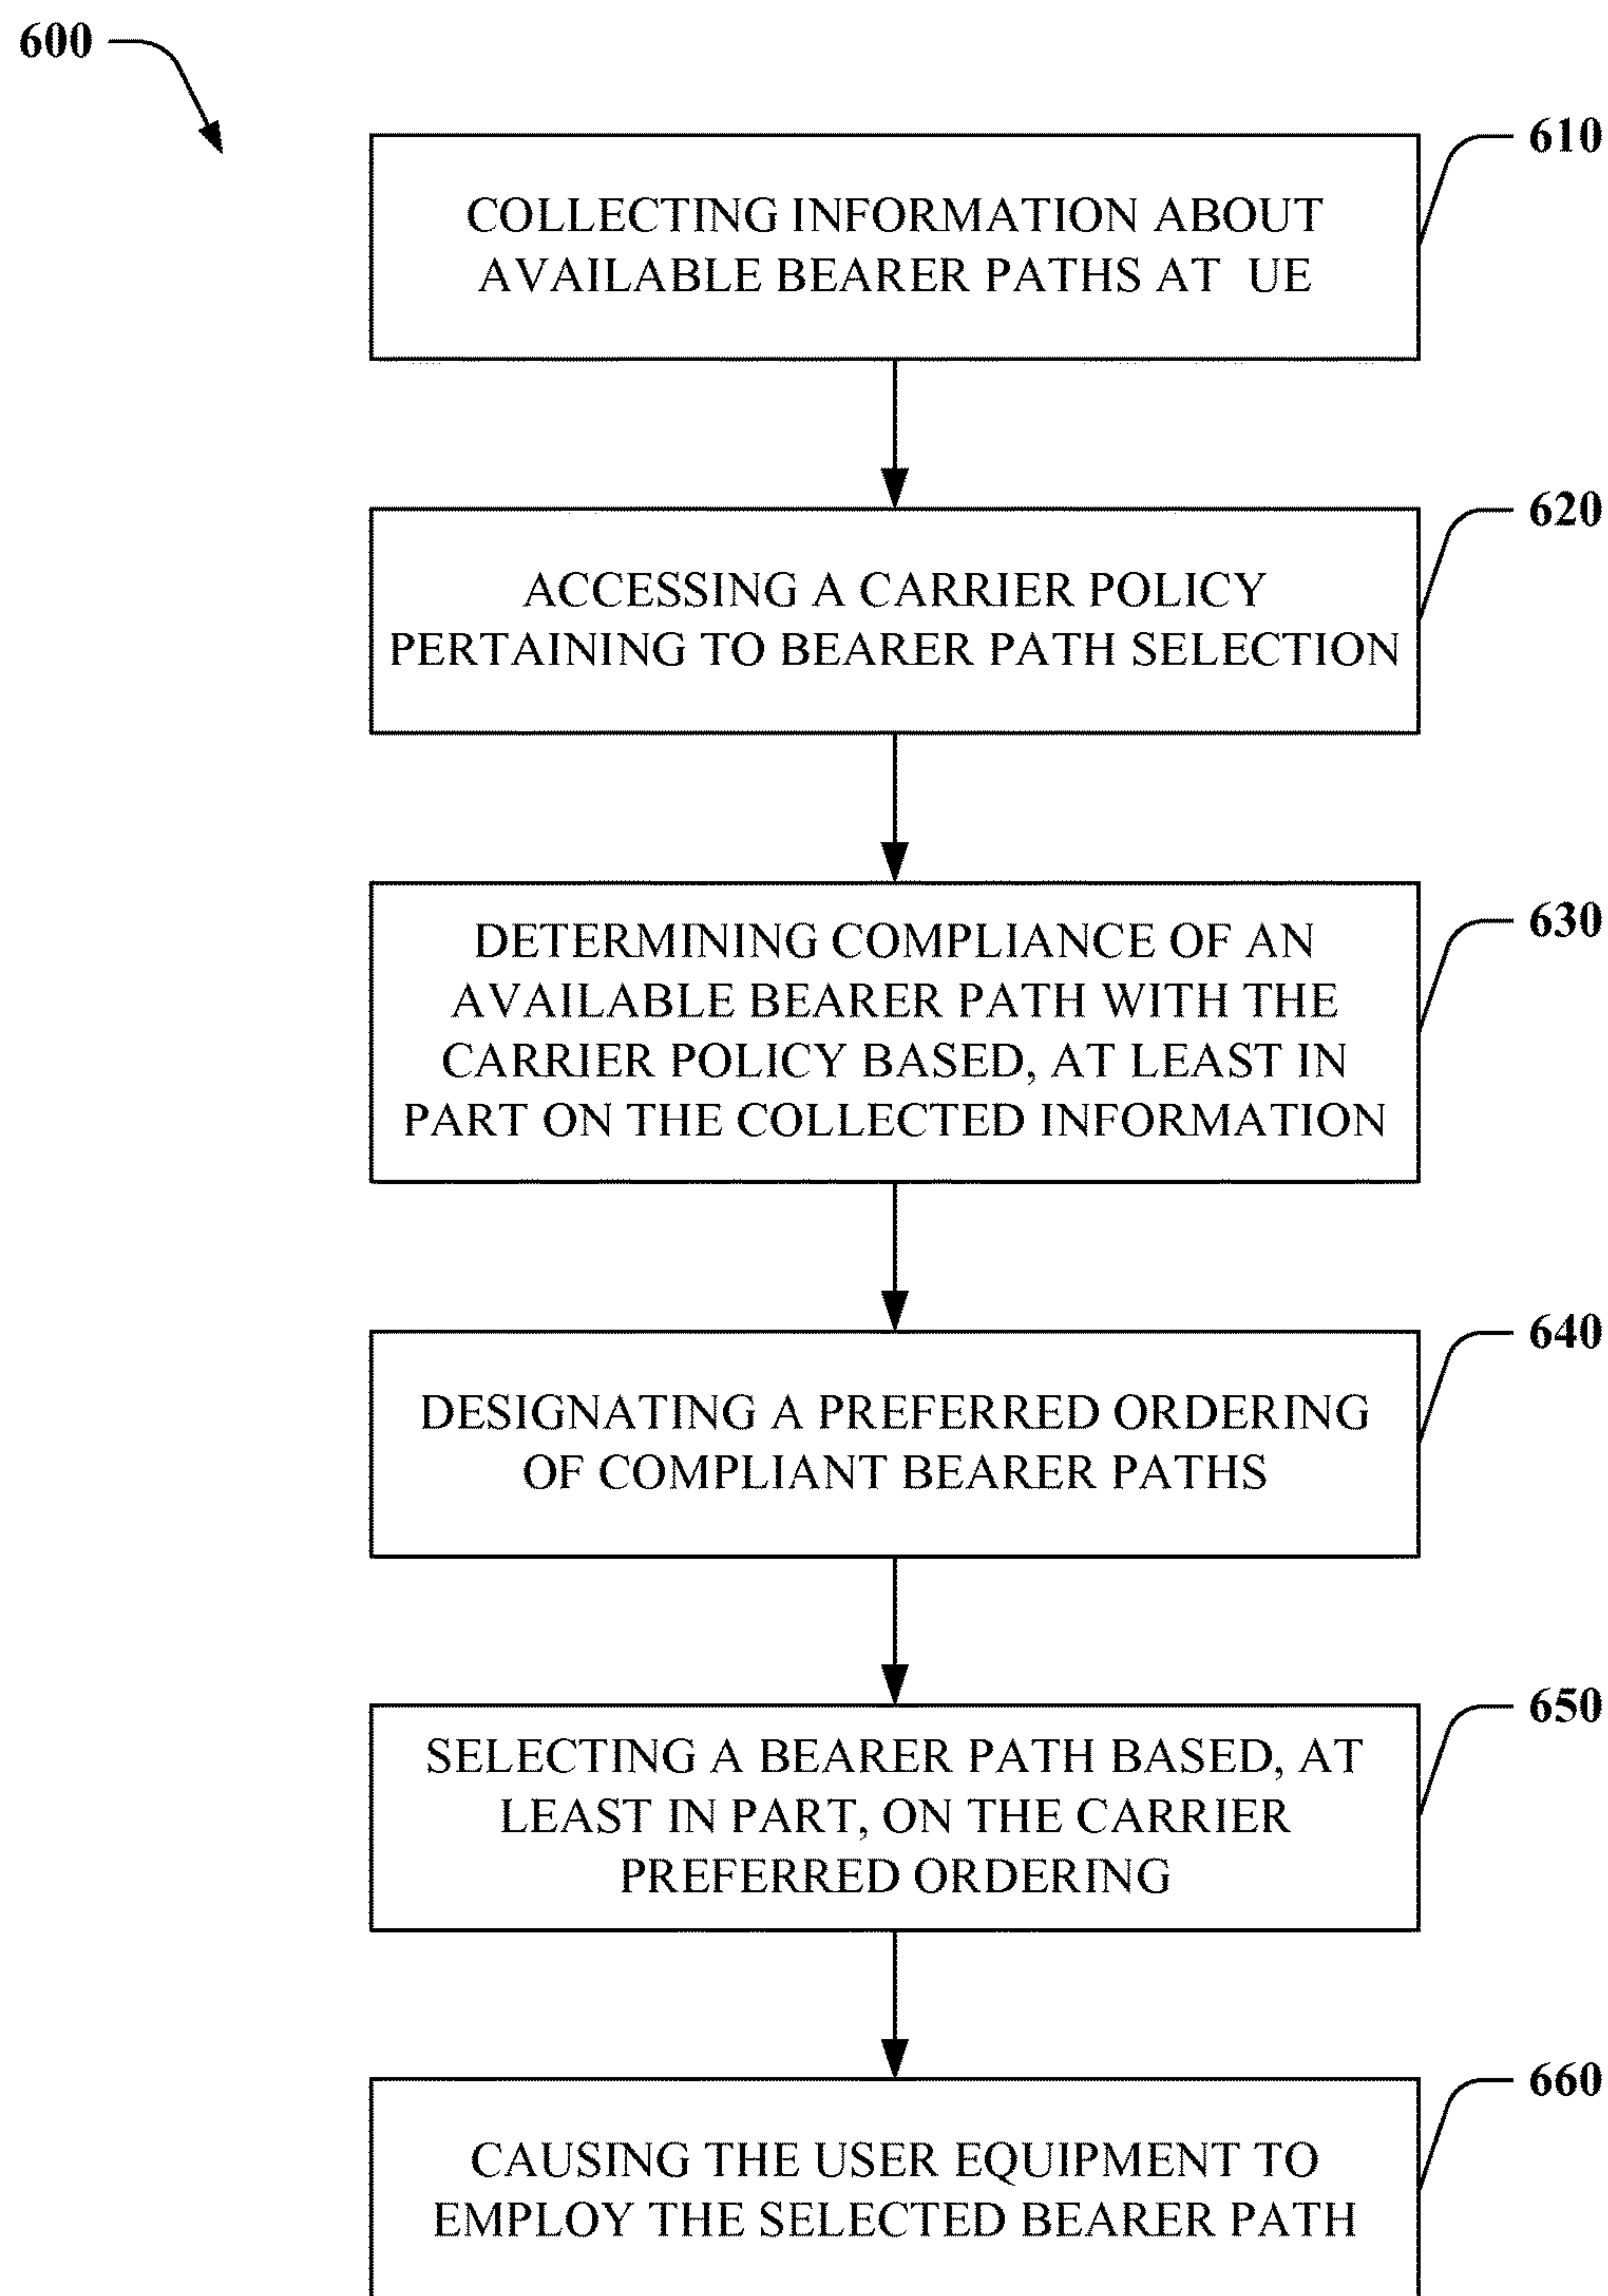 600
610
COLLECTING INFORMATION ABOUT
AVAILABLE BEARER PATHS AT UE
620
ACCESSING A CARRIER POLICY
PERTAINING TO BEARER PATH SELECTION
630
DETERMINING COMPLIANCE OF AN
AVAILABLE BEARER PATH WITH THE
CARRIER POLICY BASED, AT LEAST IN
PART ON THE COLLECTED INFORMATION
640
DESIGNATING A PREFERRED ORDERING
OF COMPLIANT BEARER PATHS
650
SELECTING A BEARER PATH BASED, AT
LEAST IN PART, ON THE CARRIER
PREFERRED ORDERING
660
CAUSING THE USER EQUIPMENT TO
EMPLOY THE SELECTED BEARER PATH